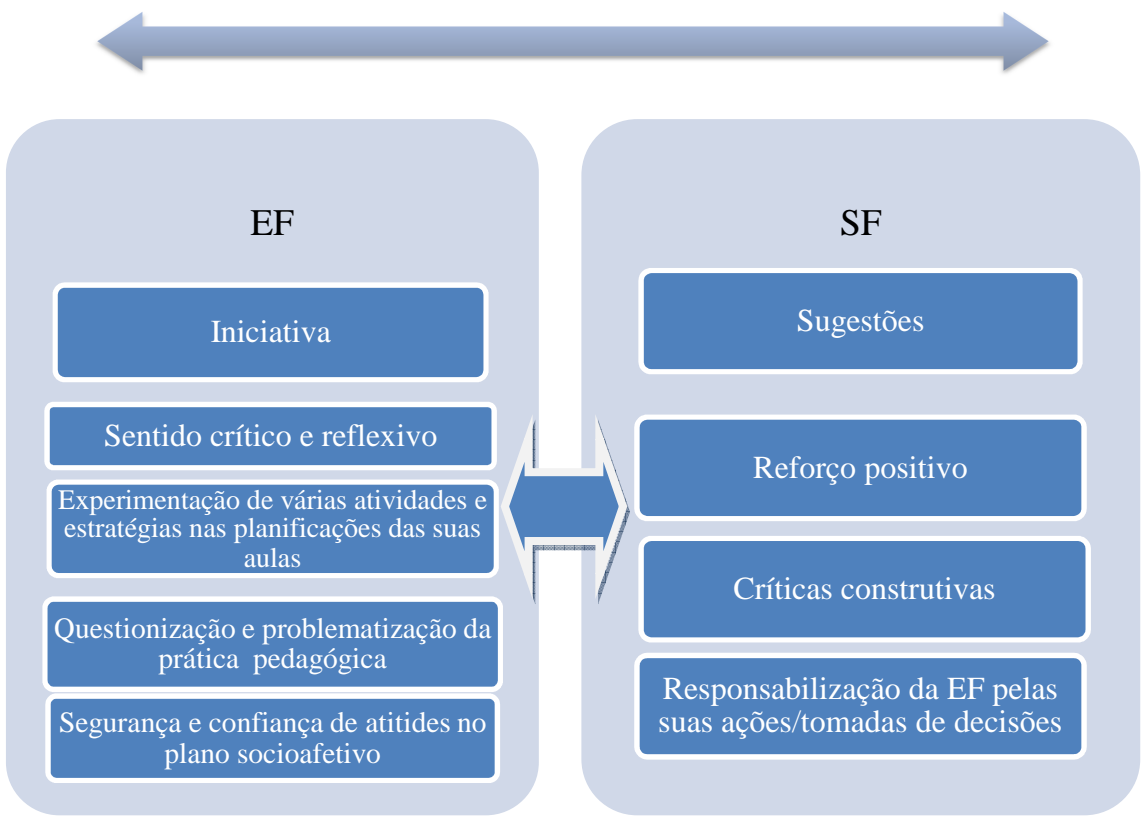 EF
Iniciativa
Sentido crítico e reflexivo
Experimentação de várias atividades e
estratégias nas planificações das suas
aulas
Questionização e problematização da
prática pedagógica
Segurança e confiança de atitides no
plano socioafetivo
SF
Sugestões
Reforço positivo
Críticas construtivas
Responsabilização da EF pelas
suas ações/tomadas de decisões